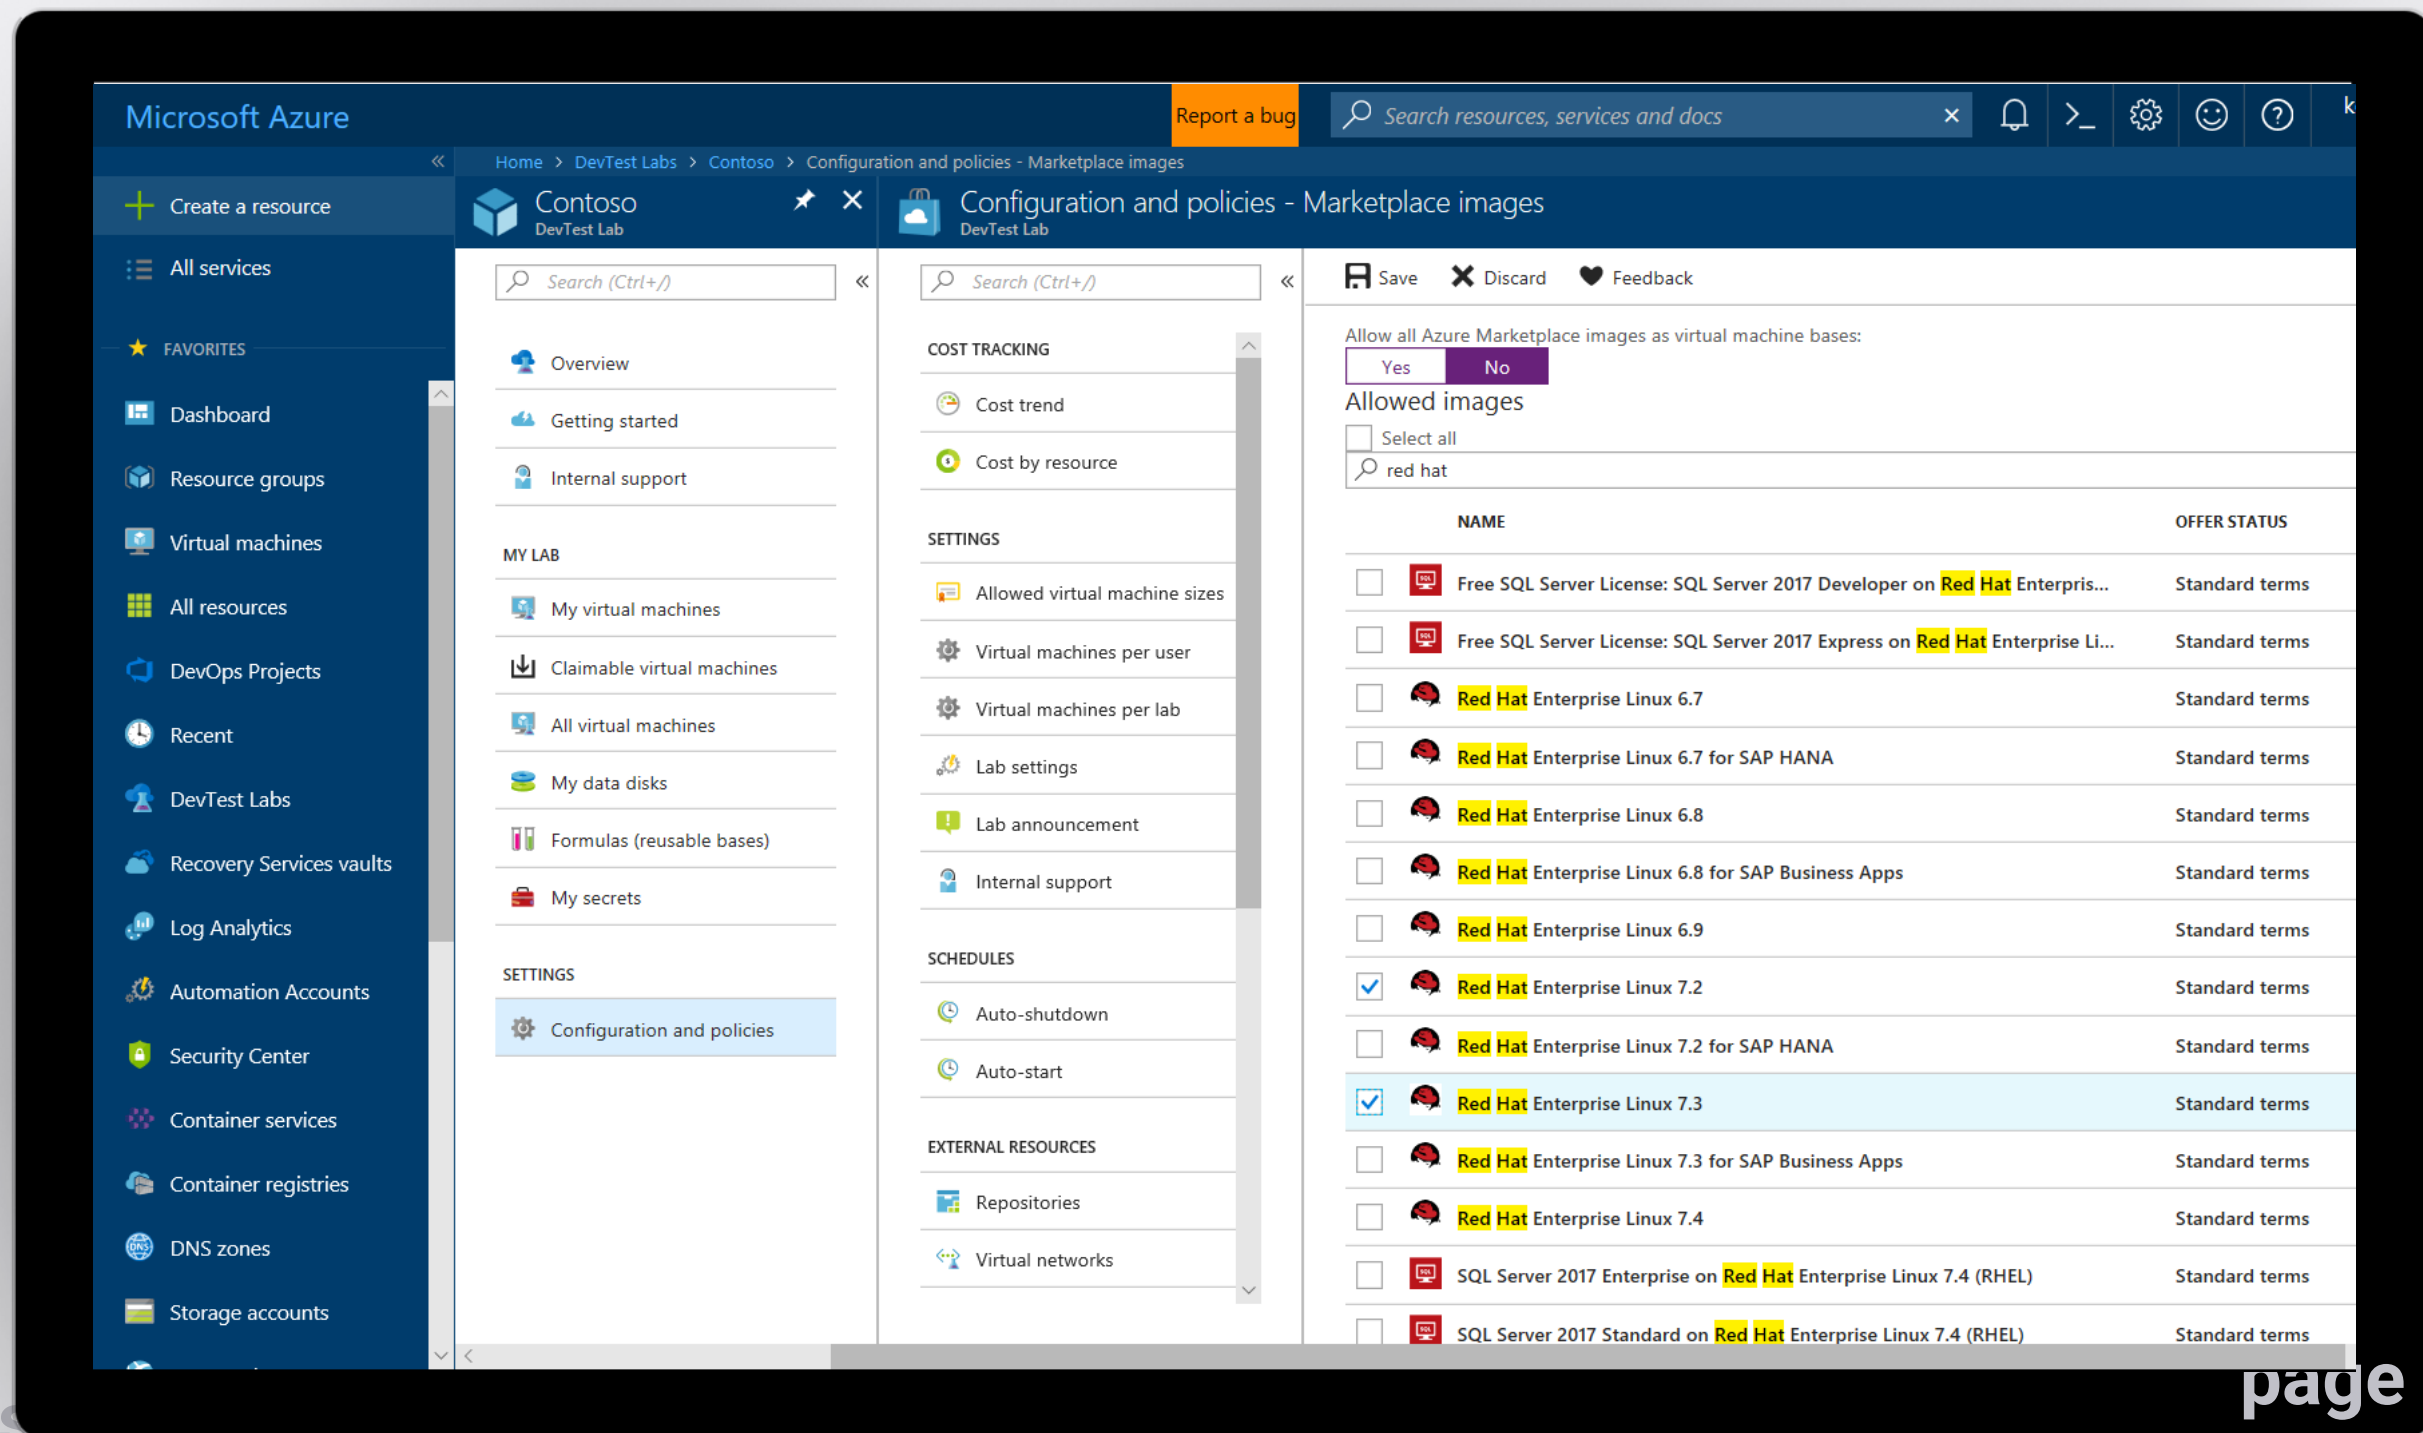 Microsoft Azure
Report a bug
Search resources, services and docs
Home > DevTest Labs > Contoso > Configuration and policies - Marketplace images
Create a resource
All services
FAVORITES
Dashboard
Resource groups
Virtual machines
All resources
DevOps Projects
Recent
DevTest Labs
Recovery Services vaults
Log Analytics
Automation Accounts
Security Center
Container services
Container registries
DNS zones
Storage accounts
Contoso
DevTest Lab
Search (Ctrl+/)
Overview
Getting started
Internal support
MY LAB
My virtual machines
Claimable virtual machines
All virtual machines
My data disks
Formulas (reusable bases)
My secrets
SETTINGS
Configuration and policies
Configuration and policies - Marketplace images
DevTest Lab
Search (Ctrl+/)
COST TRACKING
Cost trend
Cost by resource
SETTINGS
Allowed virtual machine sizes
Virtual machines per user
Virtual machines per lab
Lab settings
Lab announcement
Internal support
SCHEDULES
Auto-shutdown
Auto-start
EXTERNAL RESOURCES
Repositories
Virtual networks
Save Discard Feedback
Allow all Azure Marketplace images as virtual machine bases:
Yes No
Allowed images
Select all
red hat
NAME OFFER STATUS
Free SQL Server License: SQL Server 2017 Developer on Red Hat Enterpris... Standard terms
Free SQL Server License: SQL Server 2017 Express on Red Hat Enterprise Li... Standard terms
Red Hat Enterprise Linux 6.7 Standard terms
Red Hat Enterprise Linux 6.7 for SAP HANA Standard terms
Red Hat Enterprise Linux 6.8 Standard terms
Red Hat Enterprise Linux 6.8 for SAP Business Apps Standard terms
Red Hat Enterprise Linux 6.9 Standard terms
Red Hat Enterprise Linux 7.2 Standard terms
Red Hat Enterprise Linux 7.2 for SAP HANA Standard terms
Red Hat Enterprise Linux 7.3 Standard terms
Red Hat Enterprise Linux 7.3 for SAP Business Apps Standard terms
Red Hat Enterprise Linux 7.4 Standard terms
SQL Server 2017 Enterprise on Red Hat Enterprise Linux 7.4 (RHEL) Standard terms
SQL Server 2017 Standard on Red Hat Enterprise Linux 7.4 (RHEL) Standard terms
page